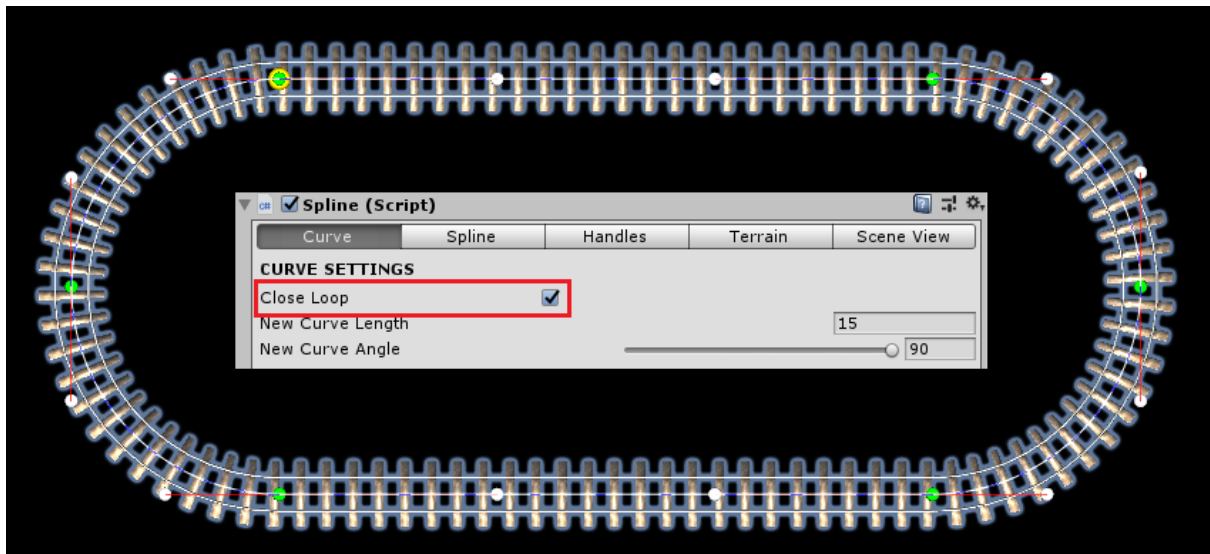 c# Spline (Script)
Curve Spline Handles Terrain Scene View
CURVE SETTINGS
Close Loop
New Curve Length 15
New Curve Angle 90